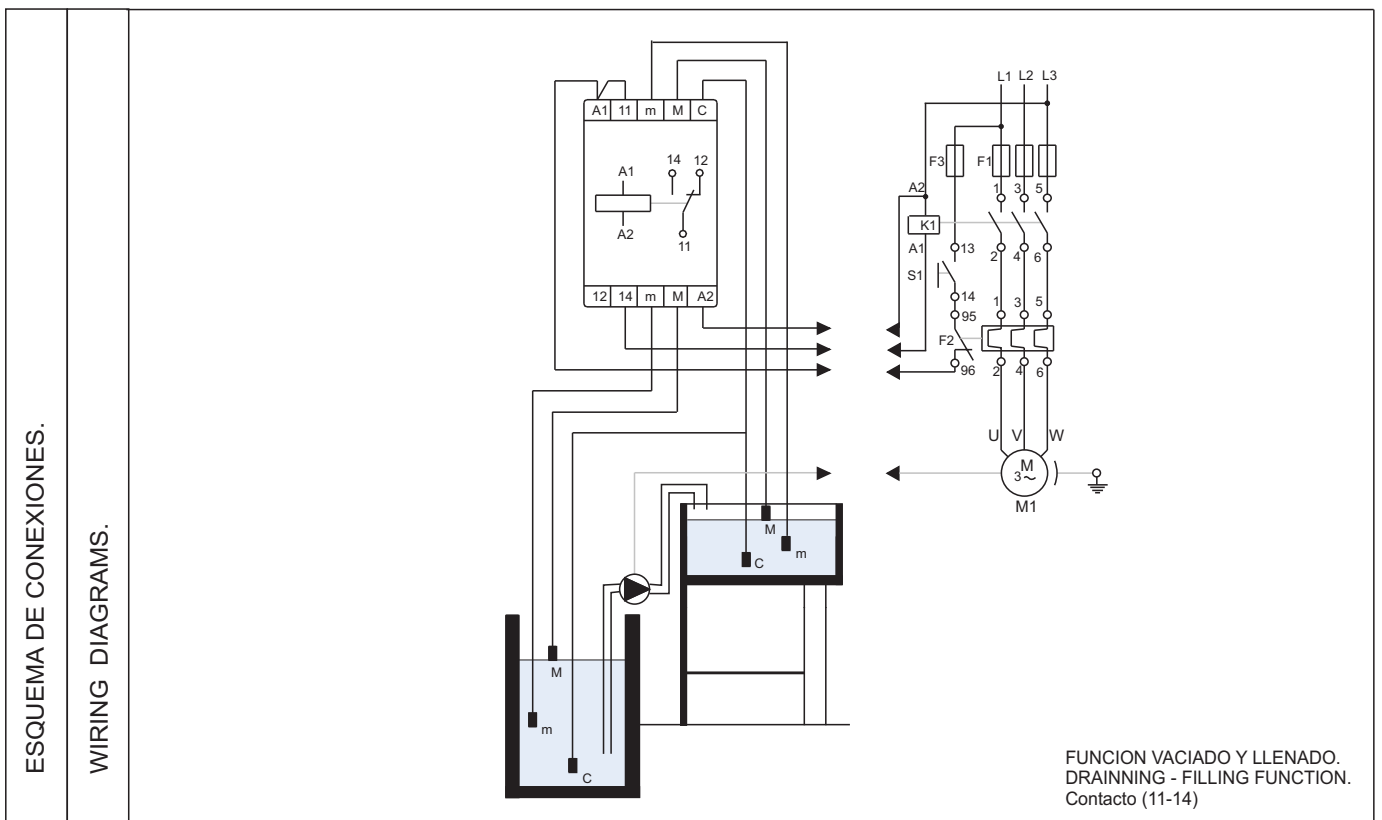 ESQUEMA DE CONEXIONES.
WIRING DIAGRAMS.
A1 11 m M C
A1
A2
14 12
11
12 14 m M A2
L1 L2 L3
F3
F1
A2
1 3 5
K1
A1
13
2 4 6
S1
14
95
1 3 5
F2
96
2 4 6
U V W
M
3~
M1
M
m
C
M
m
C
FUNCION VACIADO Y LLENADO.
DRAINNING - FILLING FUNCTION.
Contacto (11-14)